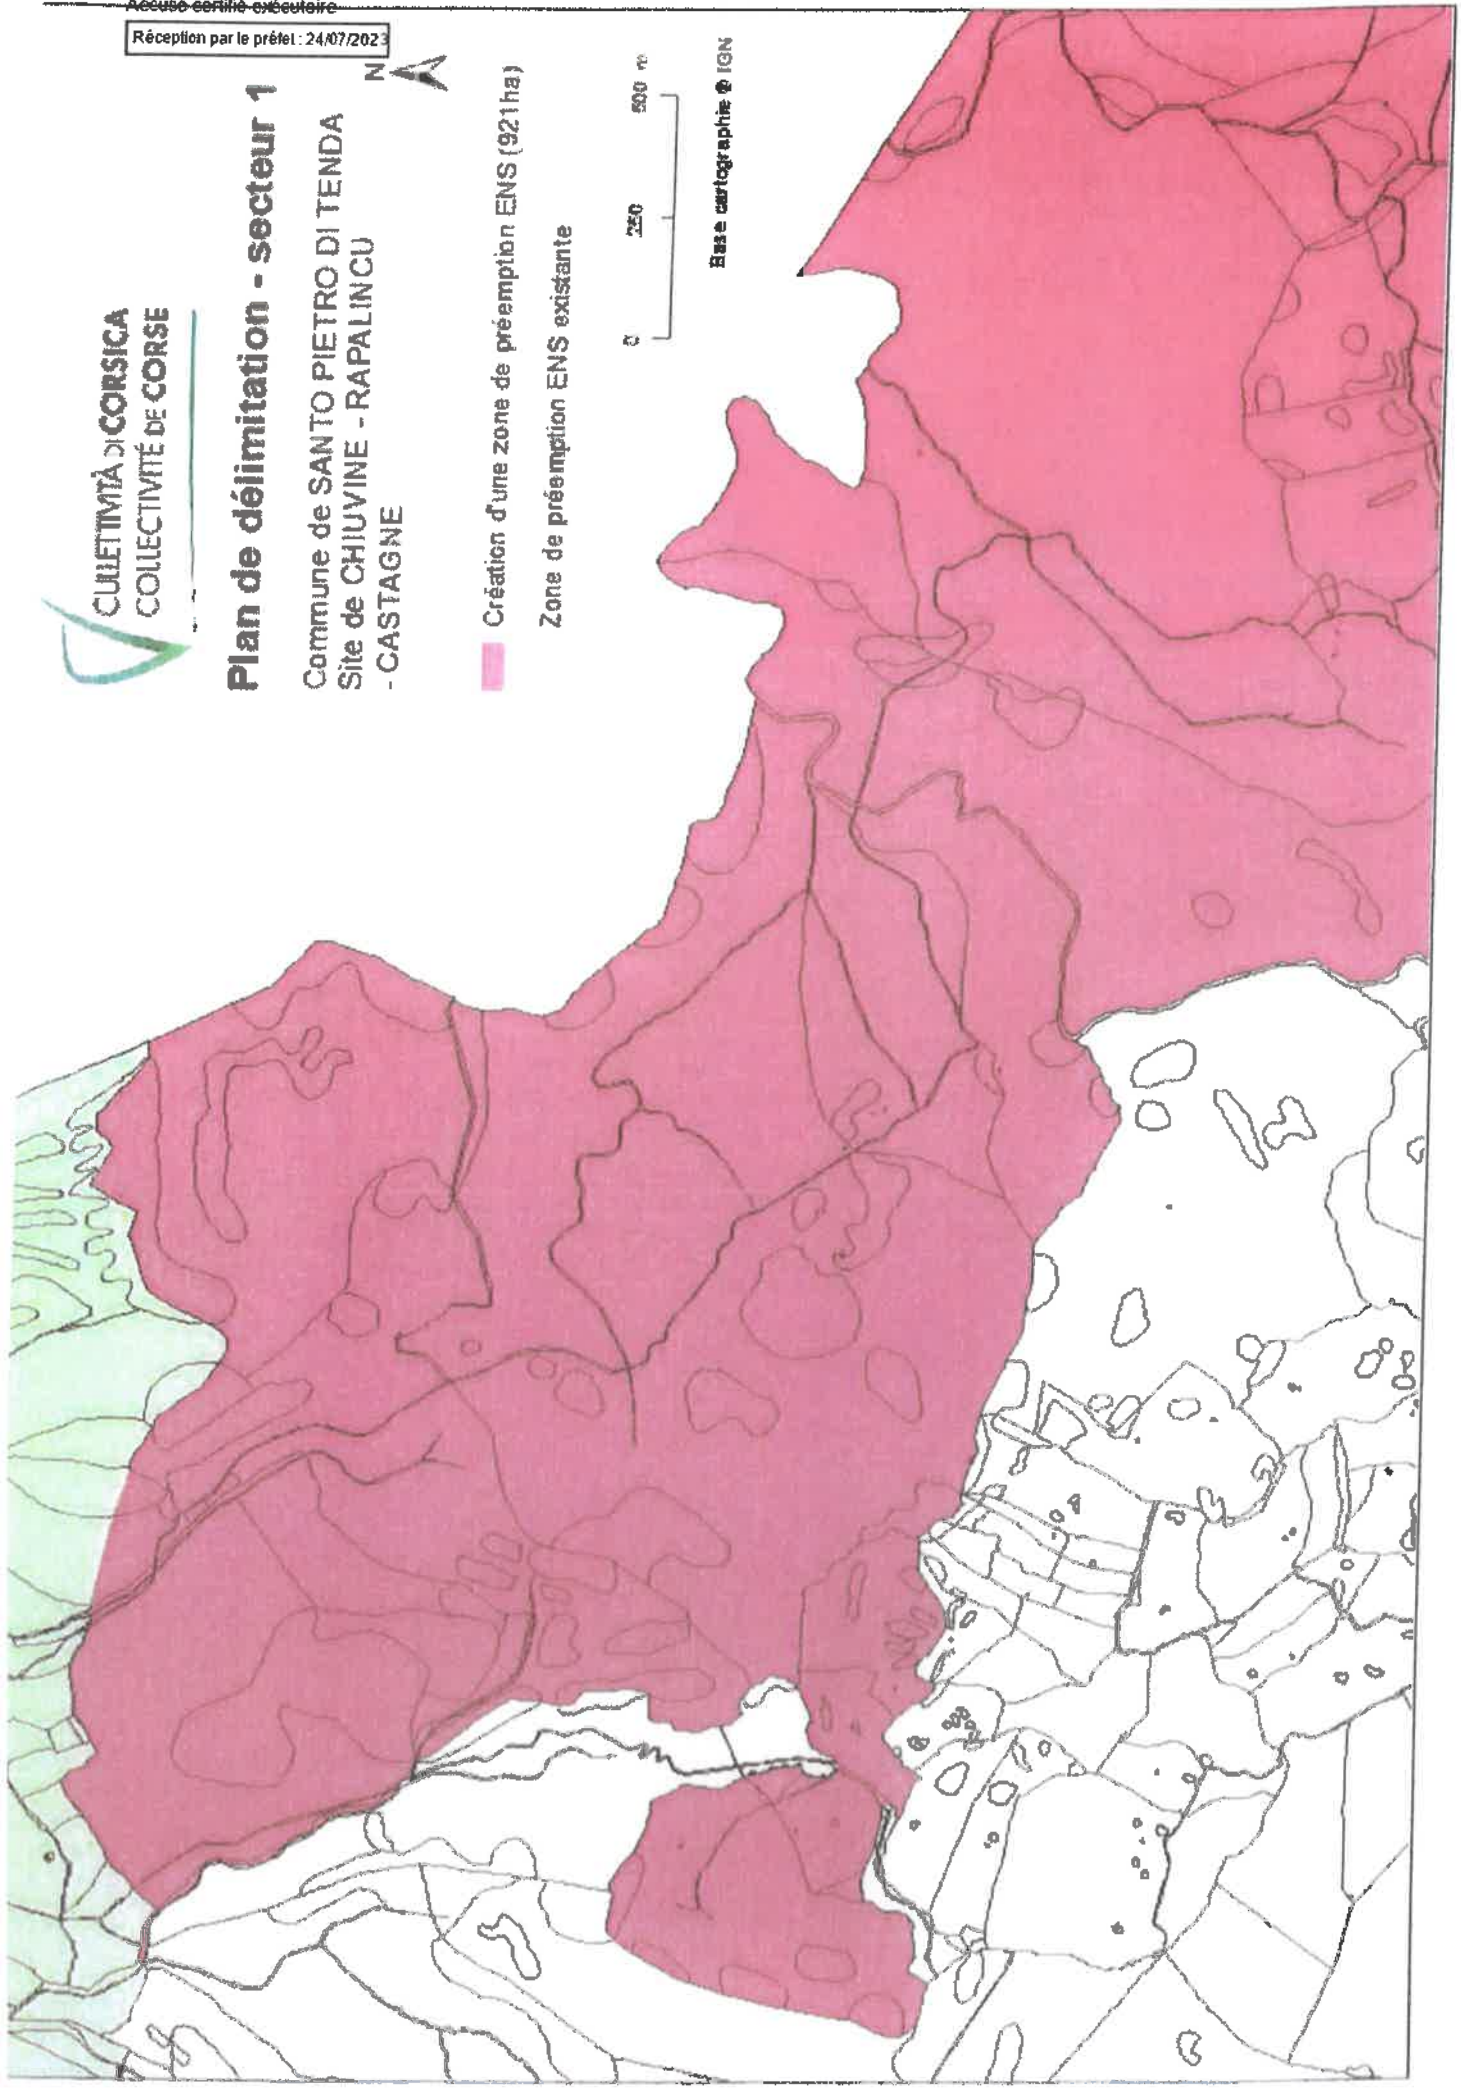 Accusé certifié exécutoire
Réception par le préfet : 24/07/2023
CULLETTIVITÀ DI CORSICA
COLLECTIVITÉ DE CORSE
Plan de délimitation - secteur 1
Commune de SANTO PIETRO DI TENDA
Site de CHIUVINE - RAPALINCU
- CASTAGNE
N
Création d'une zone de préemption ENS (921ha)
Zone de préemption ENS existante
0 250 500 m
Base cartographie © IGN